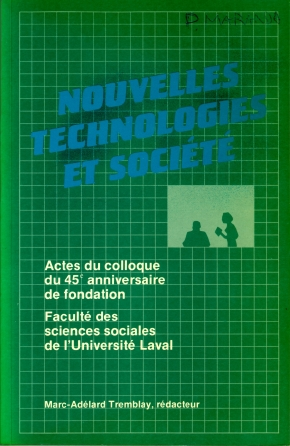 NOUVELLES
TECHNOLOGIES
ET SOCIÉTÉ
Actes du colloque
du 45e anniversaire
de fondation
Faculté des
sciences sociales
de l'Université Laval
Marc-Adélard Tremblay, rédacteur